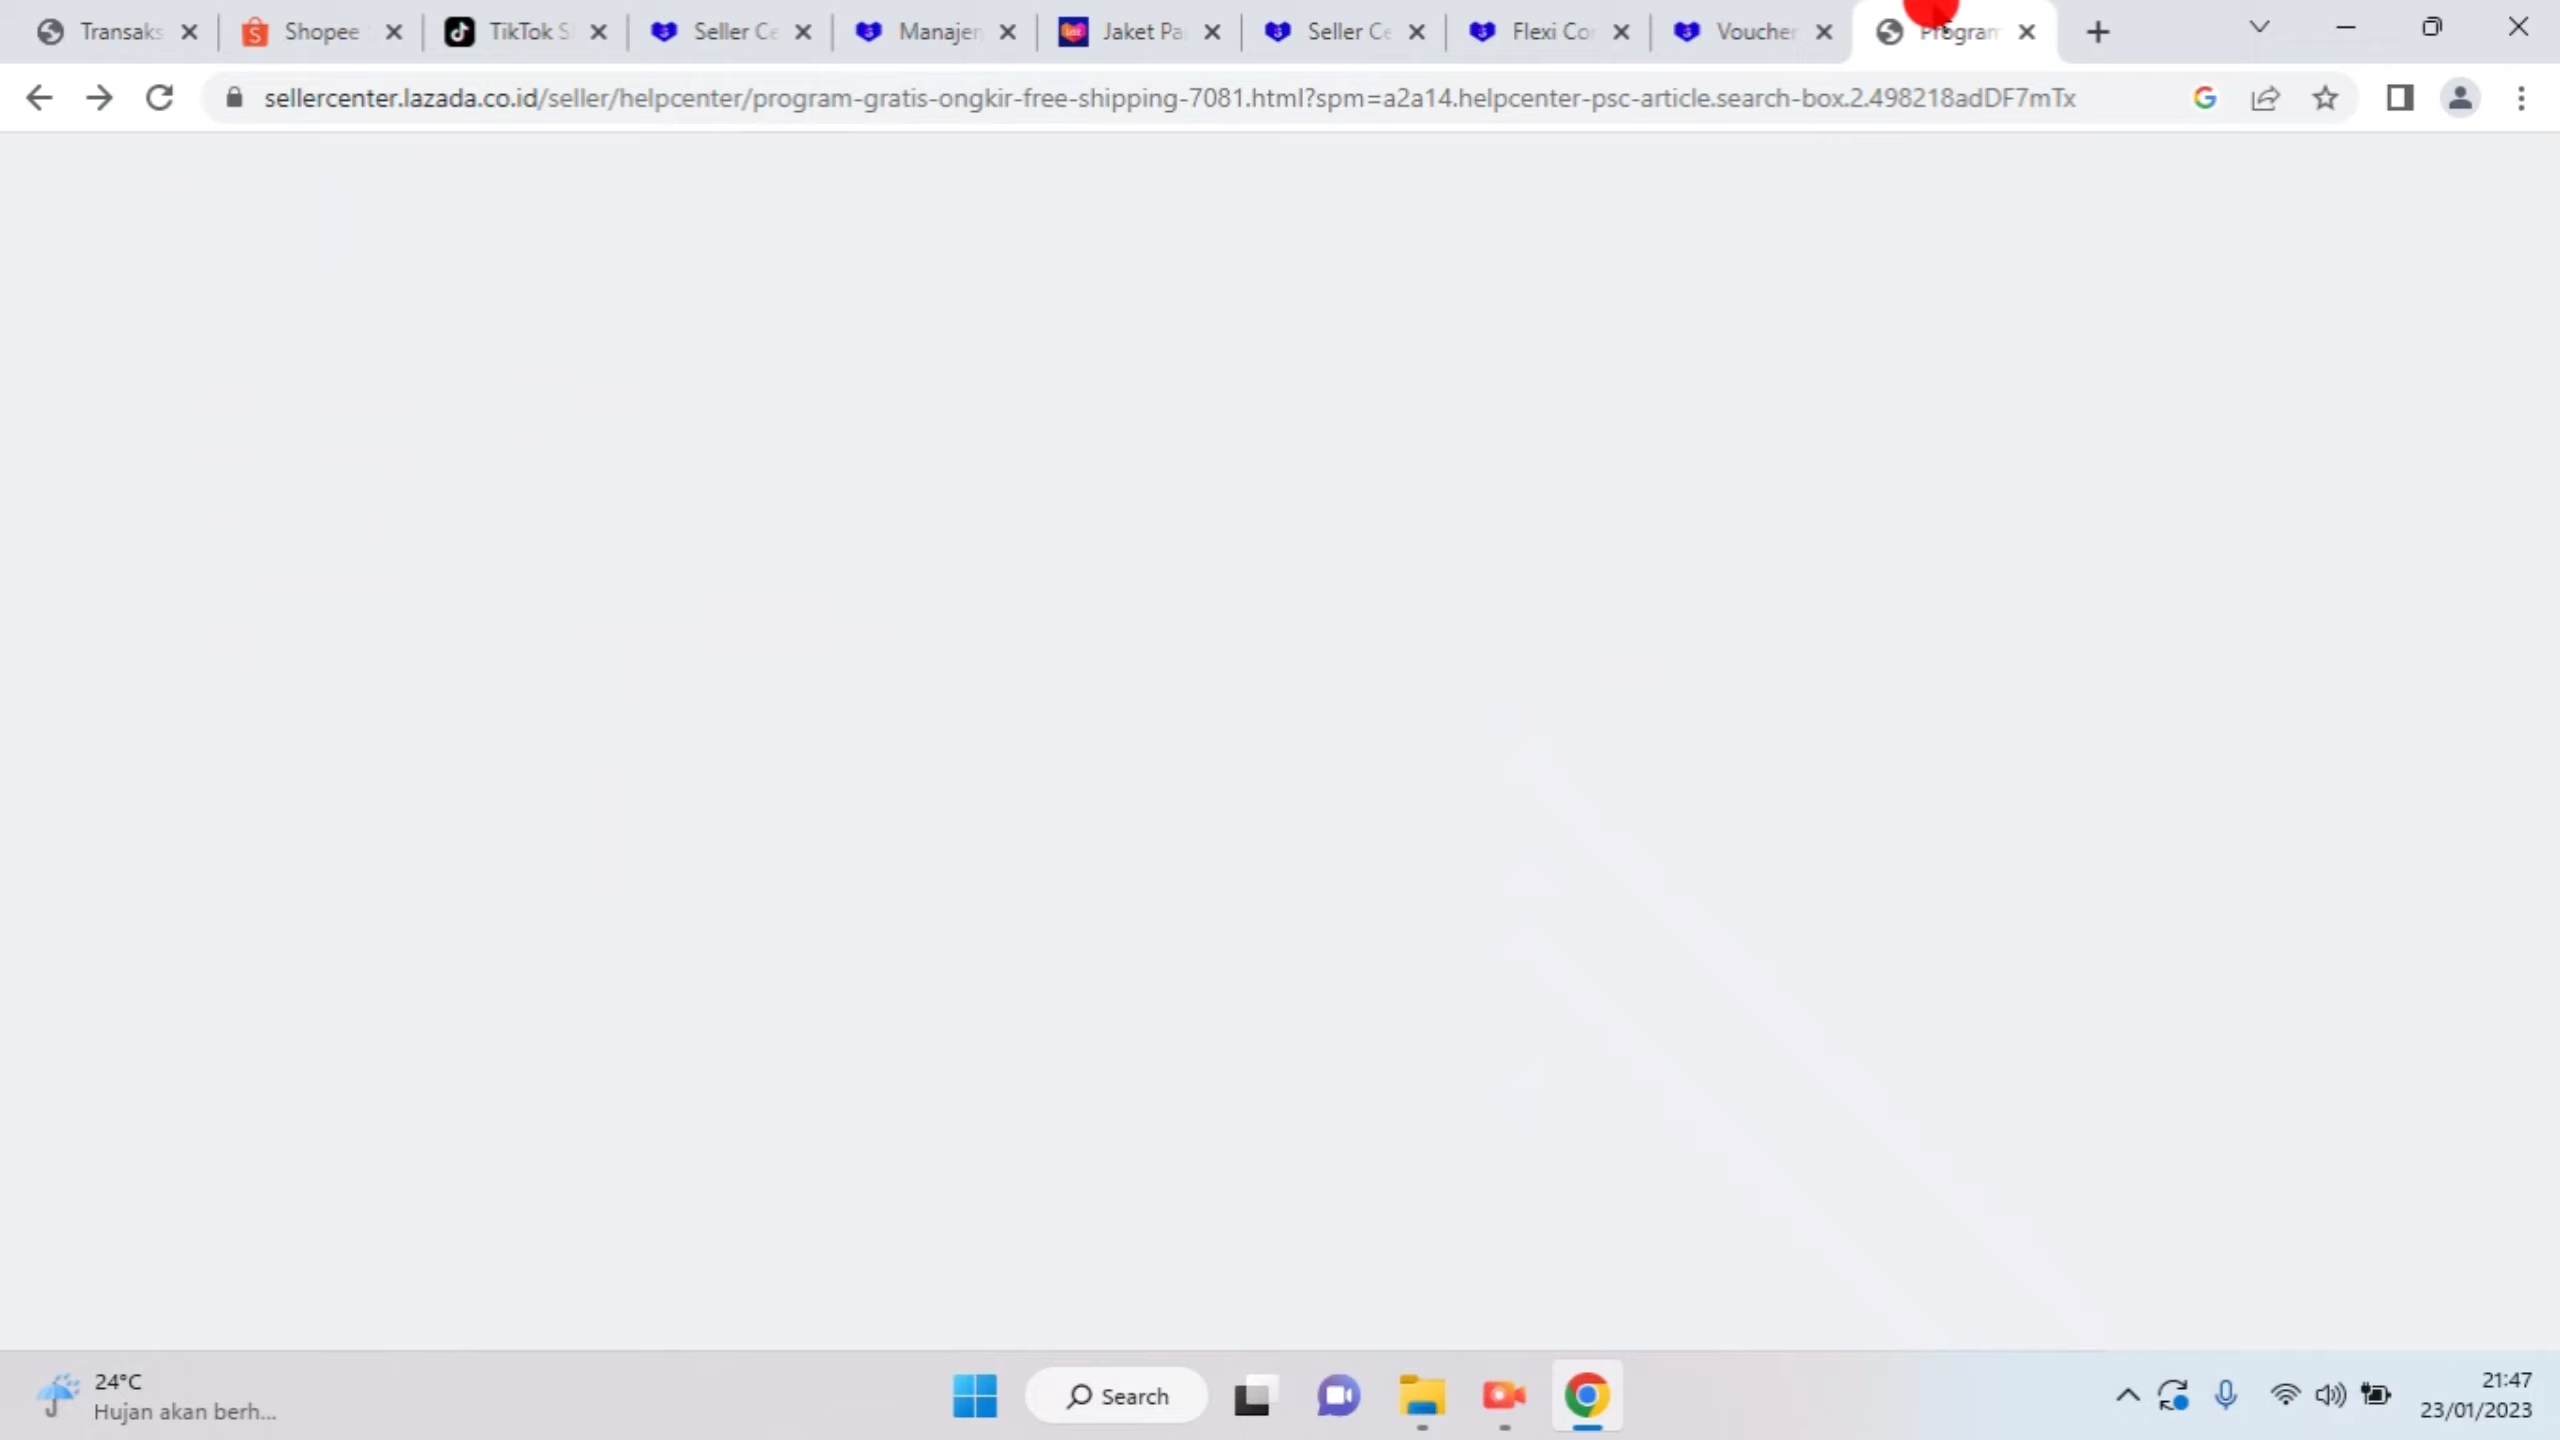 Transaks
Shopee
TikTok S
Seller Ce
Manajen
Jaket Pa
Seller Ce
Flexi Co
Voucher
Program
sellercenter.lazada.co.id/seller/helpcenter/program-gratis-ongkir-free-shipping-7081.html?spm=a2a14.helpcenter-psc-article.search-box.2.498218adDF7mTx
24°C
Hujan akan berh...
Search
21:47
23/01/2023